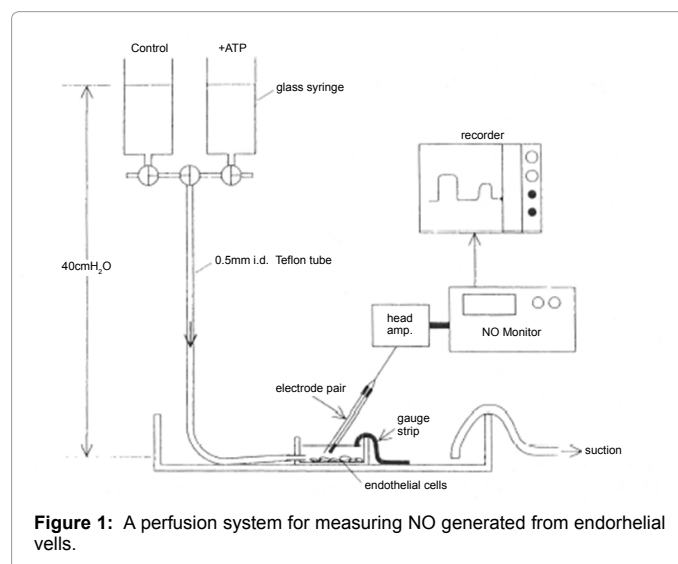 Control
+ATP
glass syringe
recorder
40cmH₂O
0.5mm i.d. Teflon tube
head
amp.
NO Monitor
electrode pair
gauge
strip
suction
endothelial cells
Figure 1: A perfusion system for measuring NO generated from endorhelial
vells.